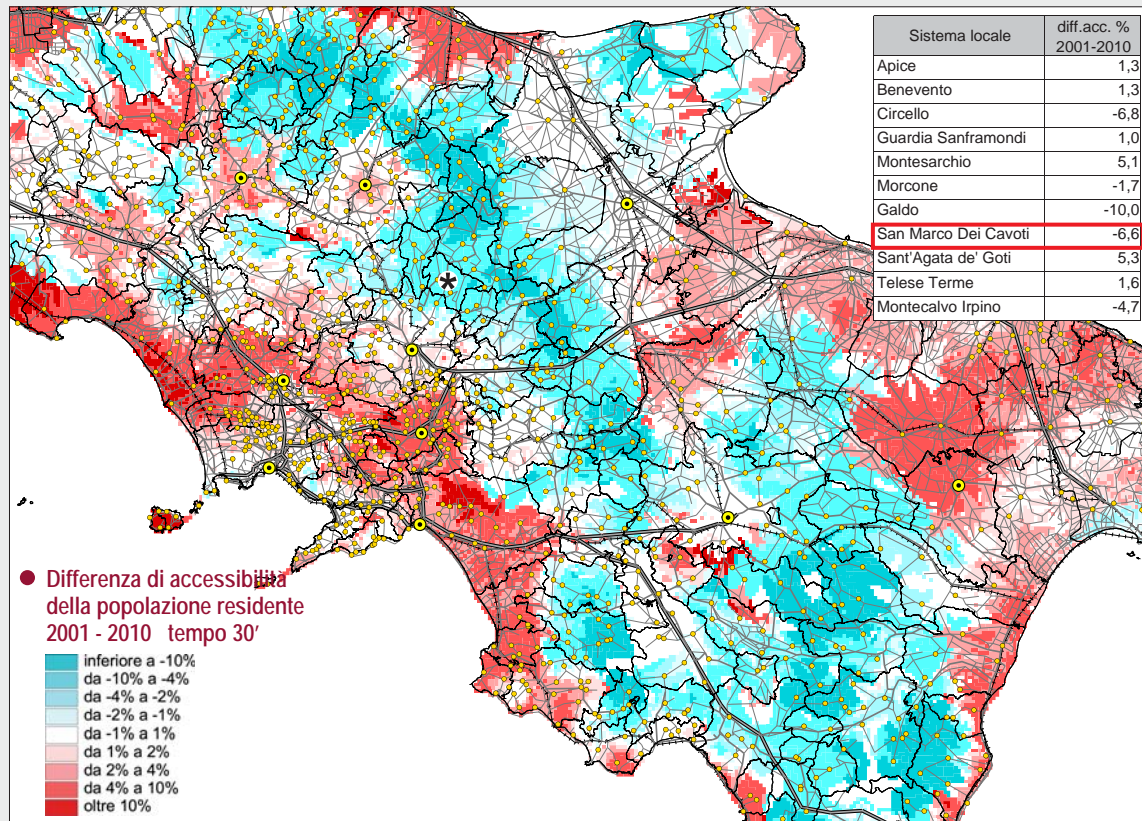 Sistema locale diff.acc. % 2001-2010
Apice 1,3
Benevento 1,3
Circello -6,8
Guardia Sanframondi 1,0
Montesarchio 5,1
Morcone -1,7
Galdo -10,0
San Marco Dei Cavoti -6,6
Sant'Agata de' Goti 5,3
Telese Terme 1,6
Montecalvo Irpino -4,7
*
● Differenza di accessibilità
della popolazione residente
2001 - 2010 tempo 30'
inferiore a -10%
da -10% a -4%
da -4% a -2%
da -2% a -1%
da -1% a 1%
da 1% a 2%
da 2% a 4%
da 4% a 10%
oltre 10%